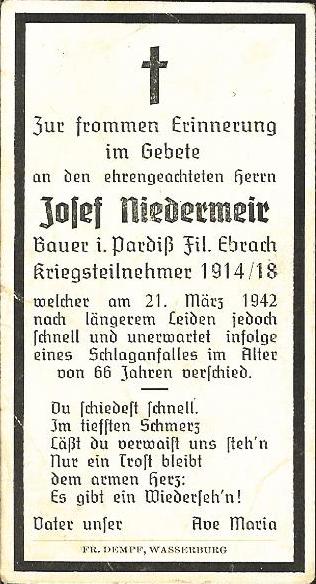 Zur frommen Erinnerung
im Gebete
an den ehrengeachteten Herrn
Josef Niedermeir
Bauer i. Pardiß Fil. Ebrach
Kriegsteilnehmer 1914/18
welcher am 21. März 1942
nach längerem Leiden jedoch
schnell und unerwartet infolge
eines Schlaganfalles im Alter
von 66 Jahren verschied.
Du schiedest schnell.
Im tiefsten Schmerz
Läßt du verwaist uns steh'n
Nur ein Trost bleibt
dem armen Herz:
Es gibt ein Wiederseh'n!
Vater unser Ave Maria
FR. DEMPF, WASSERBURG